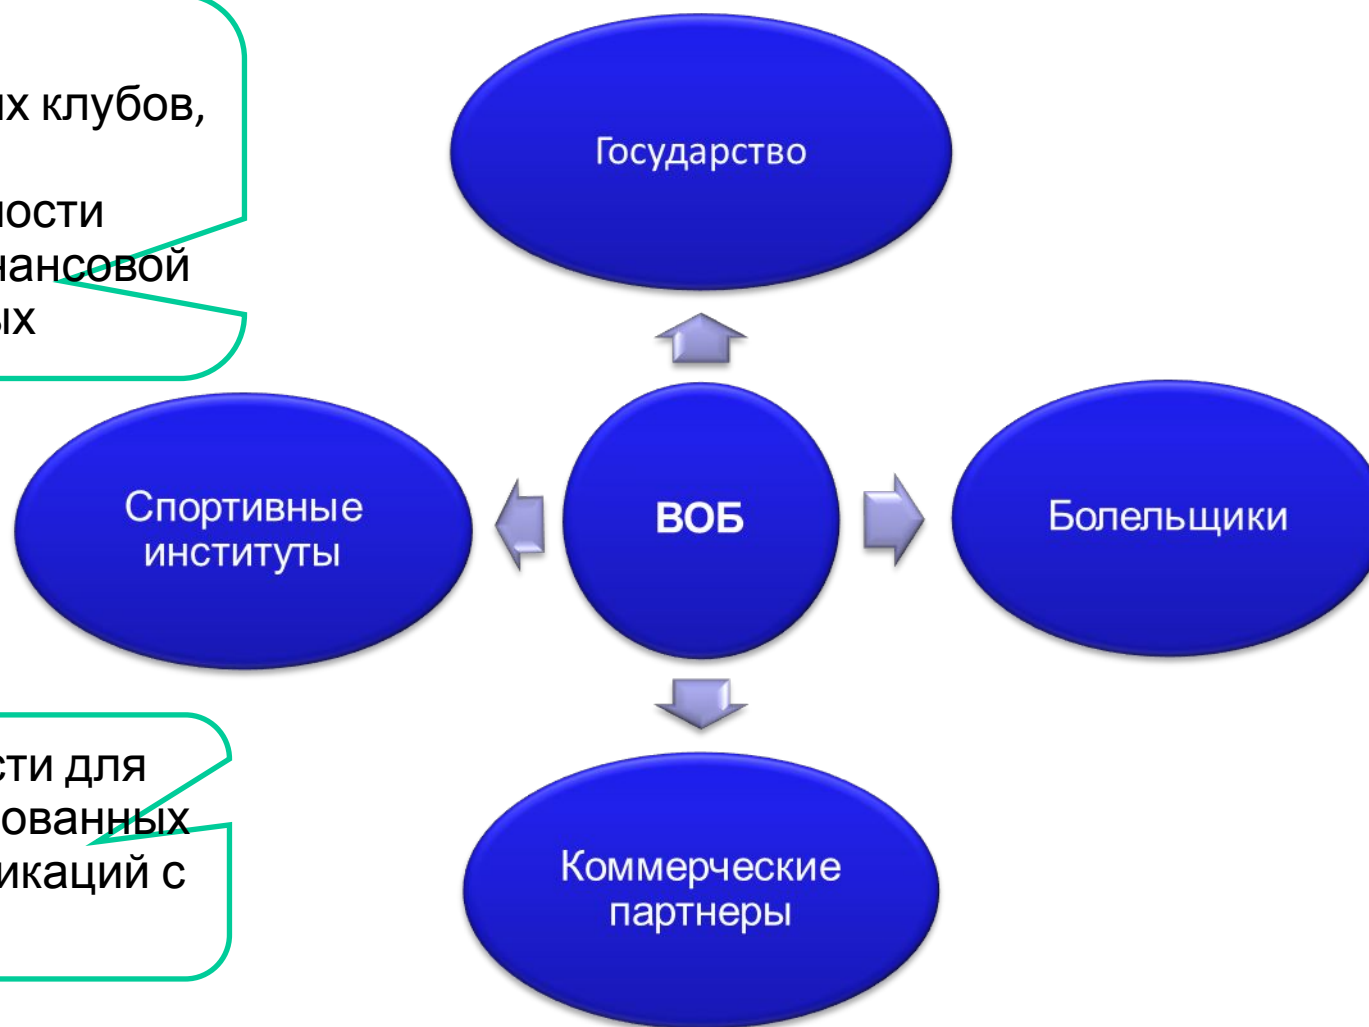 их клубов,
ности
нансовой
ых
Государство
Спортивные
институты
ВОБ
Болельщики
сти для
ованных
икаций с
Коммерческие
партнеры